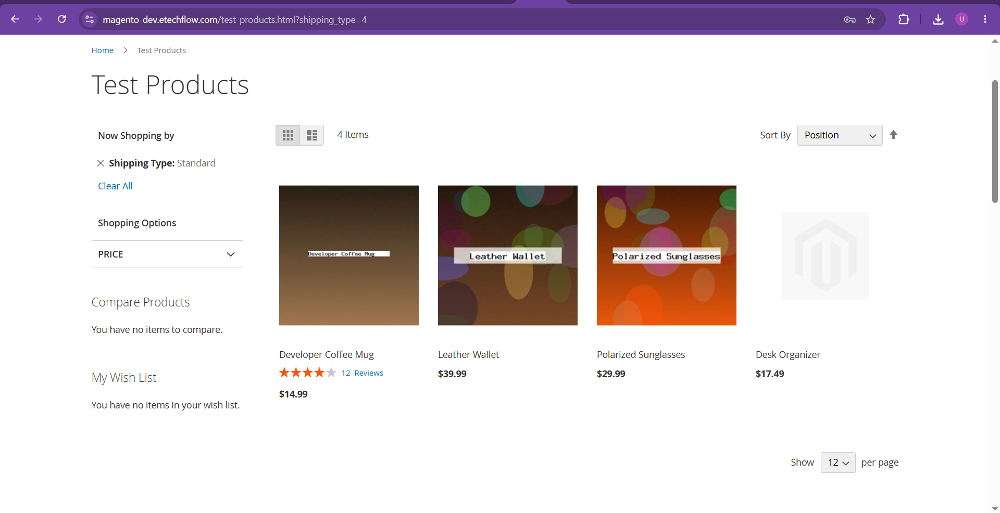 magento-dev.etechflow.com/test-products.html?shipping_type=4
U
Home > Test Products
Test Products
Now Shopping by
4 Items
Sort By Position
Shipping Type: Standard
Clear All
Shopping Options
PRICE
Compare Products
You have no items to compare.
My Wish List
You have no items in your wish list.
Developer Coffee Mug
Leather Wallet
Polarized Sunglasses
Developer Coffee Mug
12 Reviews
$14.99
Leather Wallet
$39.99
Polarized Sunglasses
$29.99
Desk Organizer
$17.49
Show 12 per page